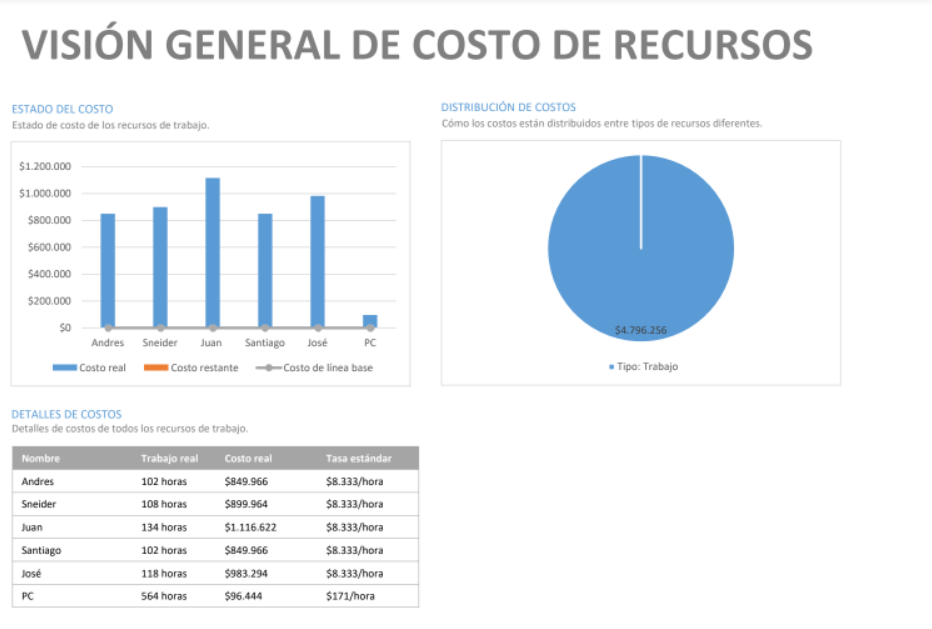 VISIÓN GENERAL DE COSTO DE RECURSOS
ESTADO DEL COSTO
Estado de costo de los recursos de trabajo.
$1.200.000
$1.000.000
$800.000
$600.000
$400.000
$200.000
$0
Andres Sneider Juan Santiago José PC
Costo real Costo restante Costo de línea base
DISTRIBUCIÓN DE COSTOS
Cómo los costos están distribuidos entre tipos de recursos diferentes.
$4.796.256
Tipo: Trabajo
DETALLES DE COSTOS
Detalles de costos de todos los recursos de trabajo.
Nombre Trabajo real Costo real Tasa estándar
Andres 102 horas $849.966 $8.333/hora
Sneider 108 horas $899.964 $8.333/hora
Juan 134 horas $1.116.622 $8.333/hora
Santiago 102 horas $849.966 $8.333/hora
José 118 horas $983.294 $8.333/hora
PC 564 horas $96.444 $171/hora